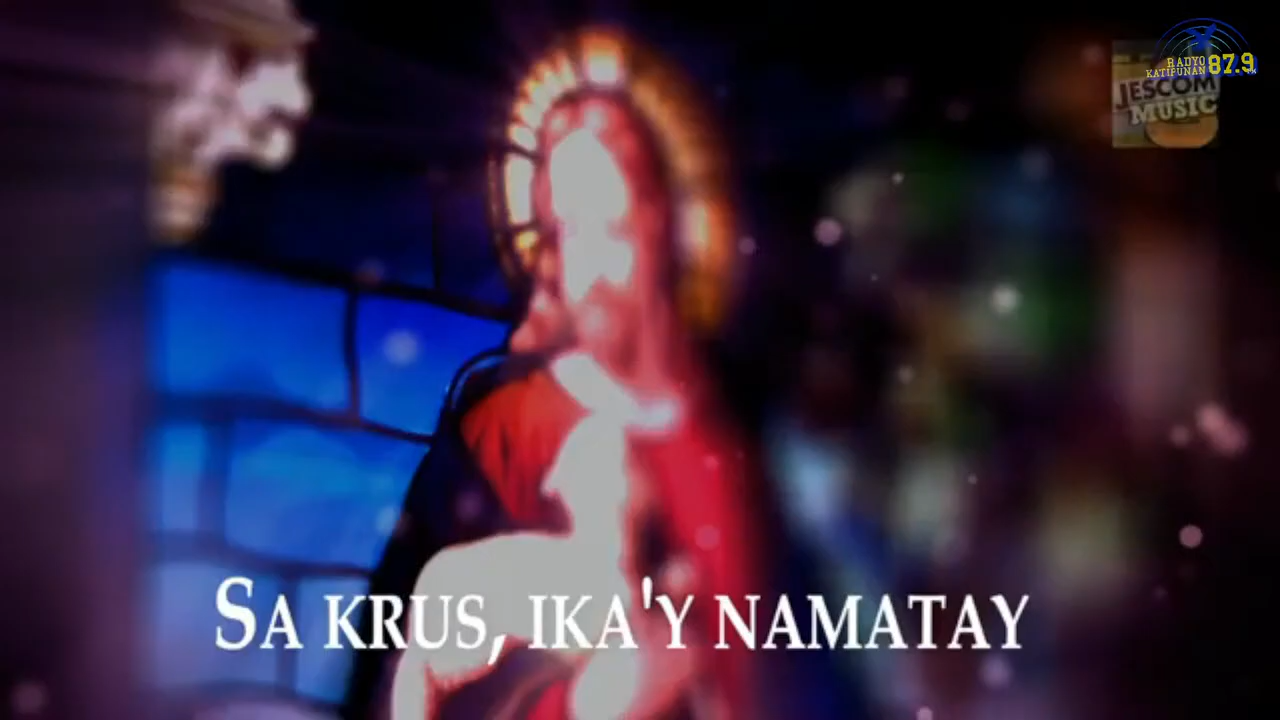 RADYO
KATIPUNAN 87.9
JESCOM
MUSIC
SA KRUS, IKA'Y NAMATAY